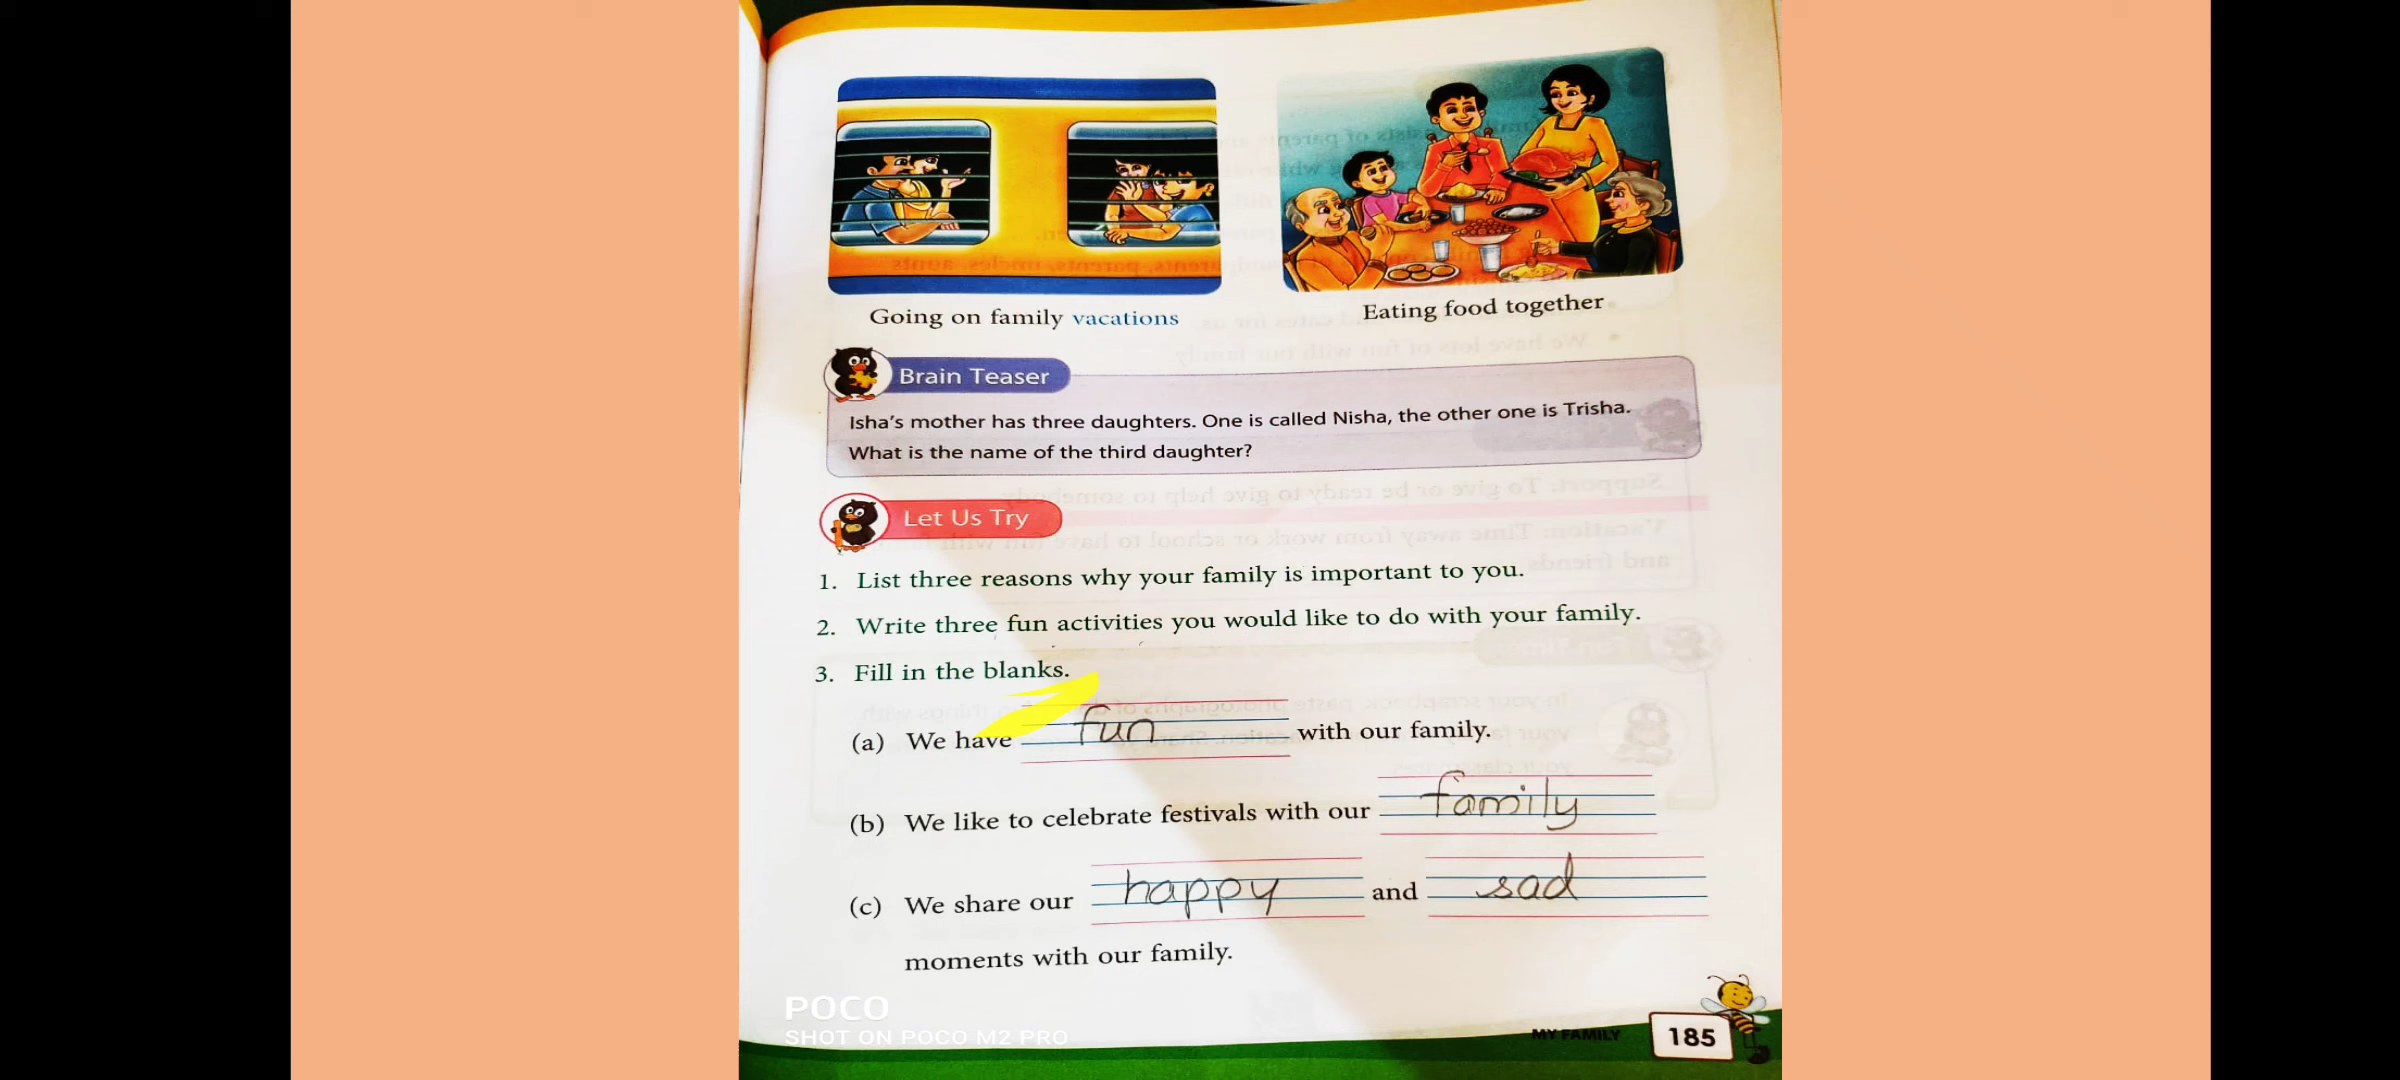 Going on family vacations
Eating food together
Brain Teaser
Isha's mother has three daughters. One is called Nisha, the other one is Trisha.
What is the name of the third daughter?
Let Us Try
1. List three reasons why your family is important to you.
2. Write three fun activities you would like to do with your family.
3. Fill in the blanks.
(a) We have fun with our family.
(b) We like to celebrate festivals with our family
(c) We share our happy and sad
moments with our family.
POCO
SHOT ON POCO M2 PRO
MY FAMILY
185